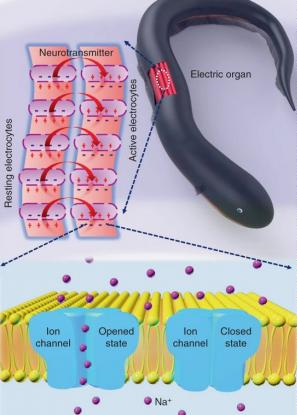 Neurotransmitter
Resting electrocytes
Active electrocytes
Electric organ
Ion
channel
Opened
state
Ion
channel
Closed
state
Na⁺